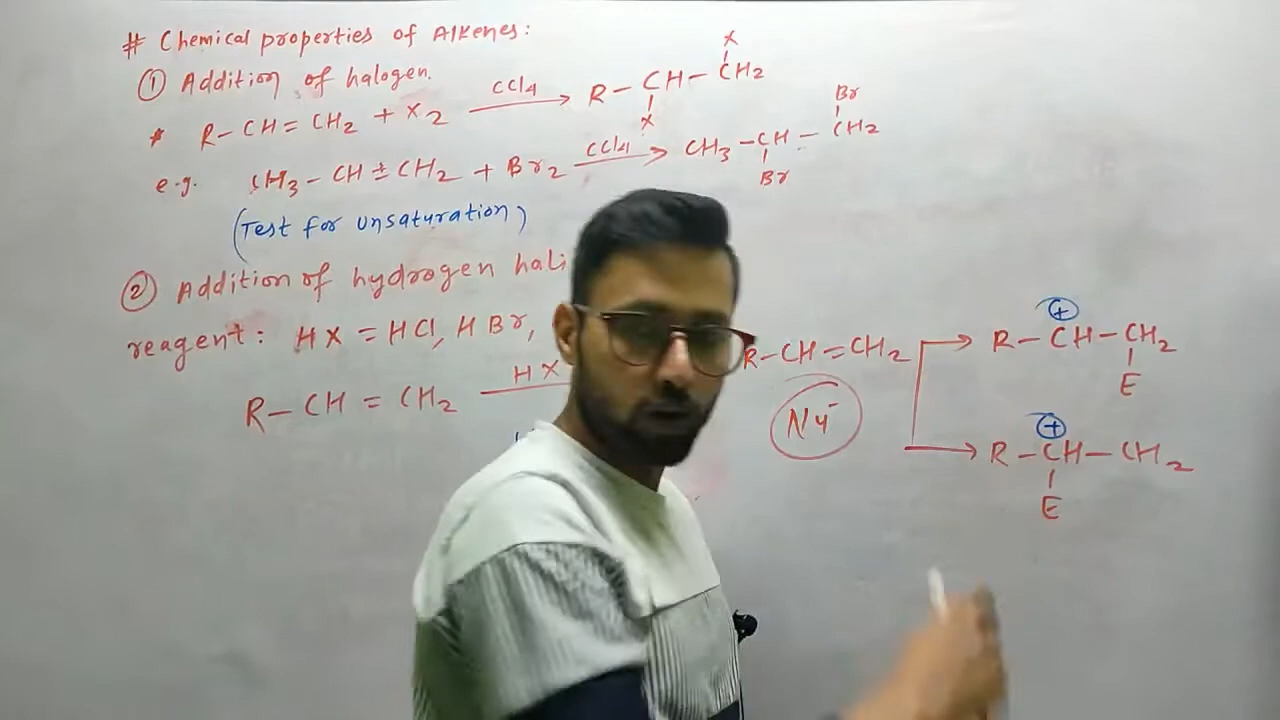 # Chemical properties of Alkenes:
① Addition of halogen.
* R-CH=CH2 + X2 —CCl4→ R-CH-CH2
X
X
e.g. CH3-CH=CH2 + Br2 —CCl4→ CH3-CH-CH2
Br
Br
(Test for unsaturation)
② Addition of hydrogen hali
reagent: HX = HCl, HBr,
R-CH=CH2 —HX
R-CH=CH2 → R-CH-CH2
⊕
E
Nu-
→ R-CH-CH2
⊕
E